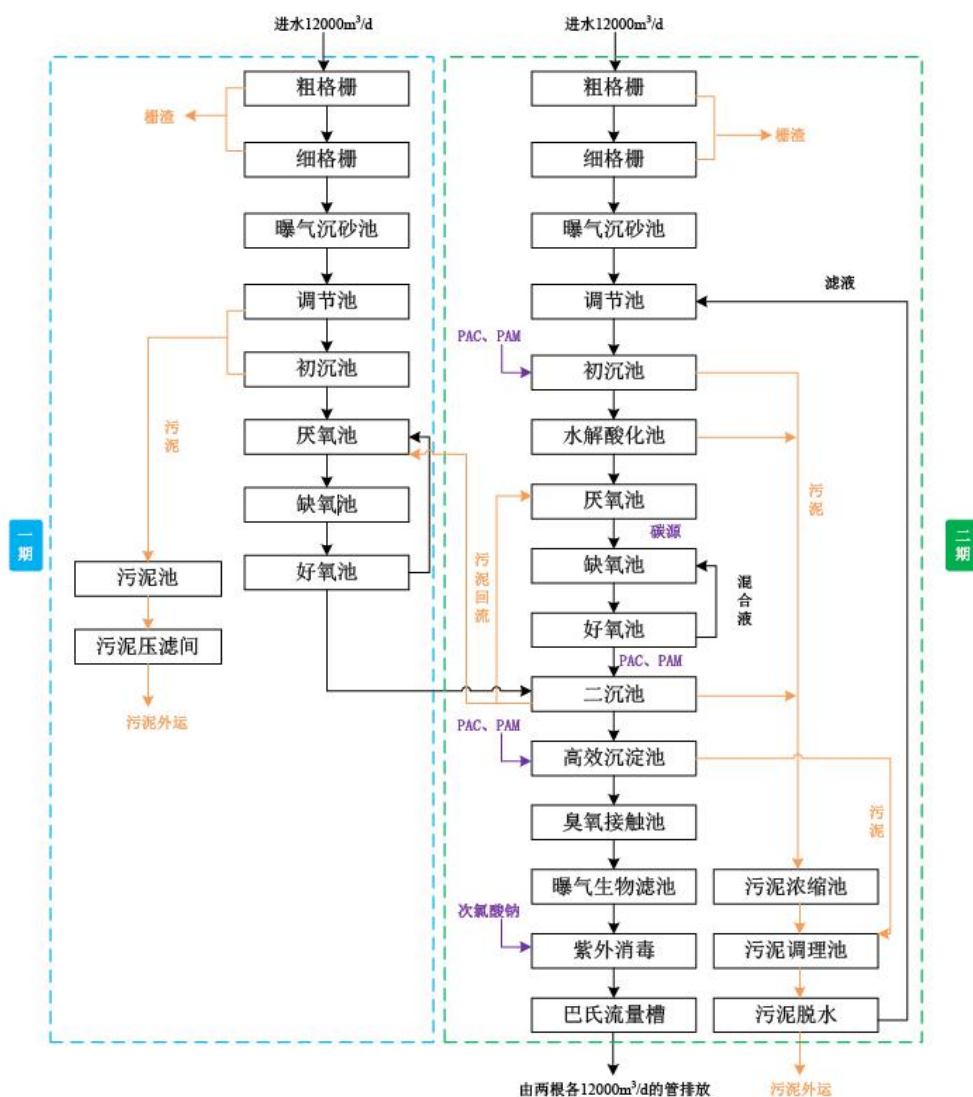 进水12000m³/d
进水12000m³/d
粗格栅
粗格栅
栅渣
栅渣
细格栅
细格栅
曝气沉砂池
曝气沉砂池
滤液
调节池
调节池
PAC、PAM
初沉池
初沉池
污泥
厌氧池
水解酸化池
污泥
缺氧池
厌氧池
碳源
一期
二期
好氧池
缺氧池
污泥回流
混合液
污泥池
好氧池
污泥压滤间
PAC、PAM
二沉池
污泥外运
PAC、PAM
高效沉淀池
污泥
臭氧接触池
曝气生物滤池
污泥浓缩池
次氯酸钠
紫外消毒
污泥调理池
巴氏流量槽
污泥脱水
由两根各12000m³/d的管排放
污泥外运